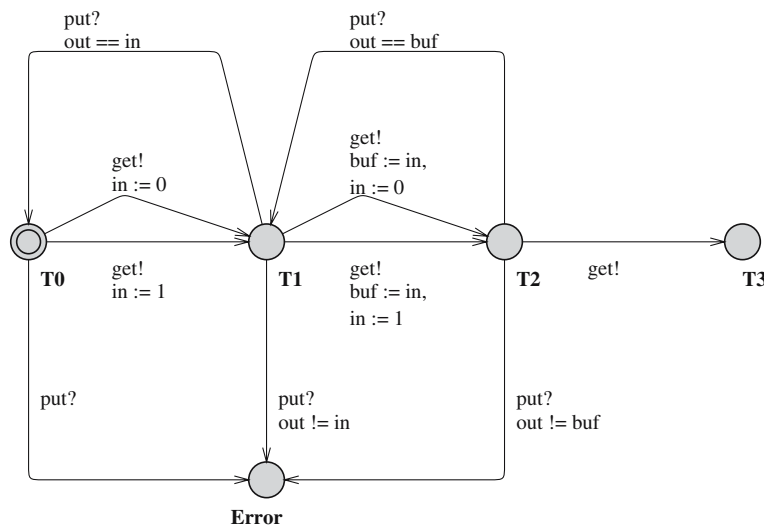 put?
out == in
put?
out == buf
get!
in := 0
get!
buf := in,
in := 0
T0
get!
in := 1
T1
get!
buf := in,
in := 1
T2
get!
T3
put?
put?
out != in
put?
out != buf
Error